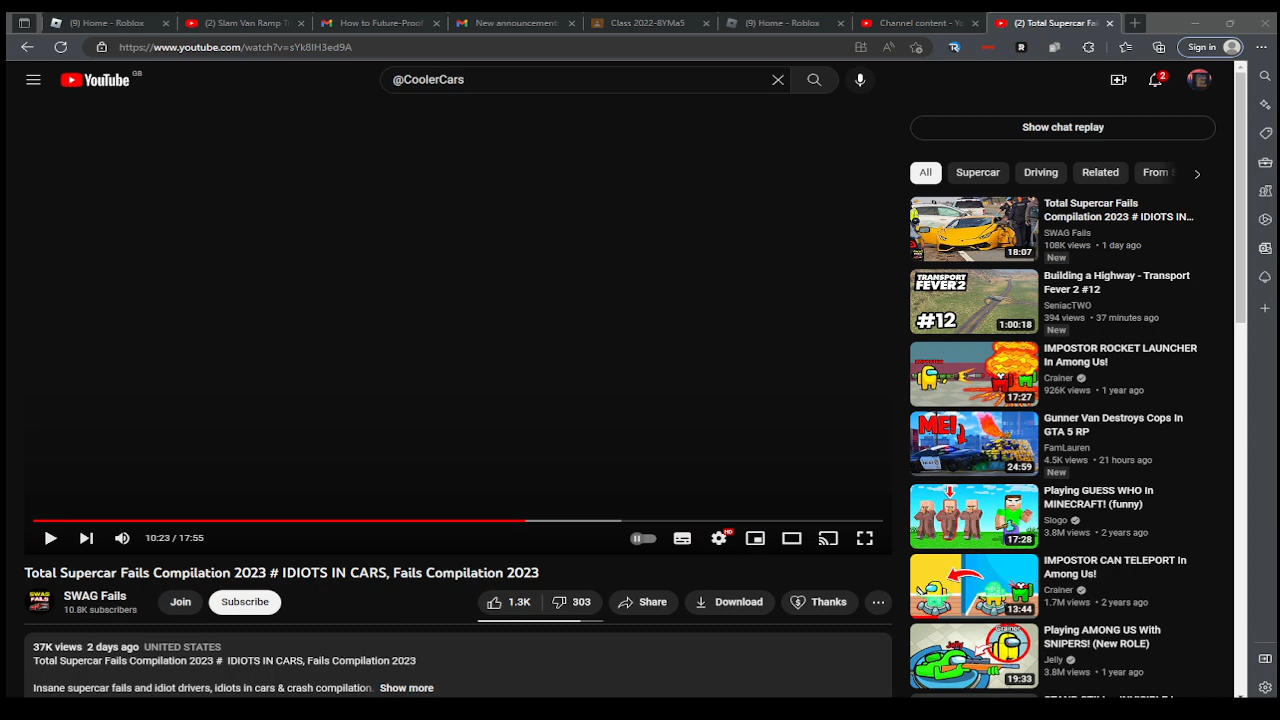 (9) Home - Roblox
(2) Slam Van Ramp T
How to Future-Proof
New announcement
Class 2022-8YMa5
(9) Home - Roblox
Channel content - Yo
(2) Total Supercar Fai
https://www.youtube.com/watch?v=sYk8IH3ed9A
Sign in
YouTube GB
@CoolerCars
2
Show chat replay
All
Supercar
Driving
Related
From S
Total Supercar Fails
Compilation 2023 # IDIOTS IN...
SWAG Fails
108K views • 1 day ago
New
18:07
TRANSPORT
FEVER 2
#12
1:00:18
Building a Highway - Transport
Fever 2 #12
SeniacTWO
394 views • 37 minutes ago
New
17:27
IMPOSTOR ROCKET LAUNCHER
In Among Us!
Crainer
926K views • 1 year ago
ME!
24:59
Gunner Van Destroys Cops In
GTA 5 RP
FamLauren
4.5K views • 21 hours ago
New
17:28
Playing GUESS WHO In
MINECRAFT! (funny)
Slogo
3.8M views • 2 years ago
13:44
IMPOSTOR CAN TELEPORT In
Among Us!
Crainer
1.7M views • 2 years ago
Jelly
Crainer
19:33
Playing AMONG US With
SNIPERS! (New ROLE)
Jelly
3.8M views • 1 year ago
10:23 / 17:55
HD
Total Supercar Fails Compilation 2023 # IDIOTS IN CARS, Fails Compilation 2023
SWAG
FAILS
SWAG Fails
10.8K subscribers
Join
Subscribe
1.3K
303
Share
Download
Thanks
37K views 2 days ago UNITED STATES
Total Supercar Fails Compilation 2023 # IDIOTS IN CARS, Fails Compilation 2023
Insane supercar fails and idiot drivers, idiots in cars & crash compilation. Show more